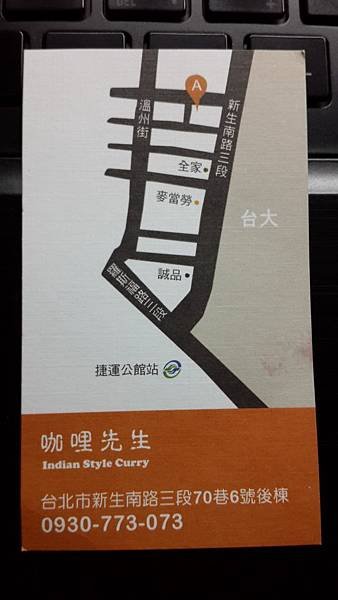 A
溫州街
新生南路三段
全家
麥當勞
台大
誠品
羅斯福路三段
捷運公館站
咖哩先生
Indian Style Curry
台北市新生南路三段70巷6號後棟
0930-773-073